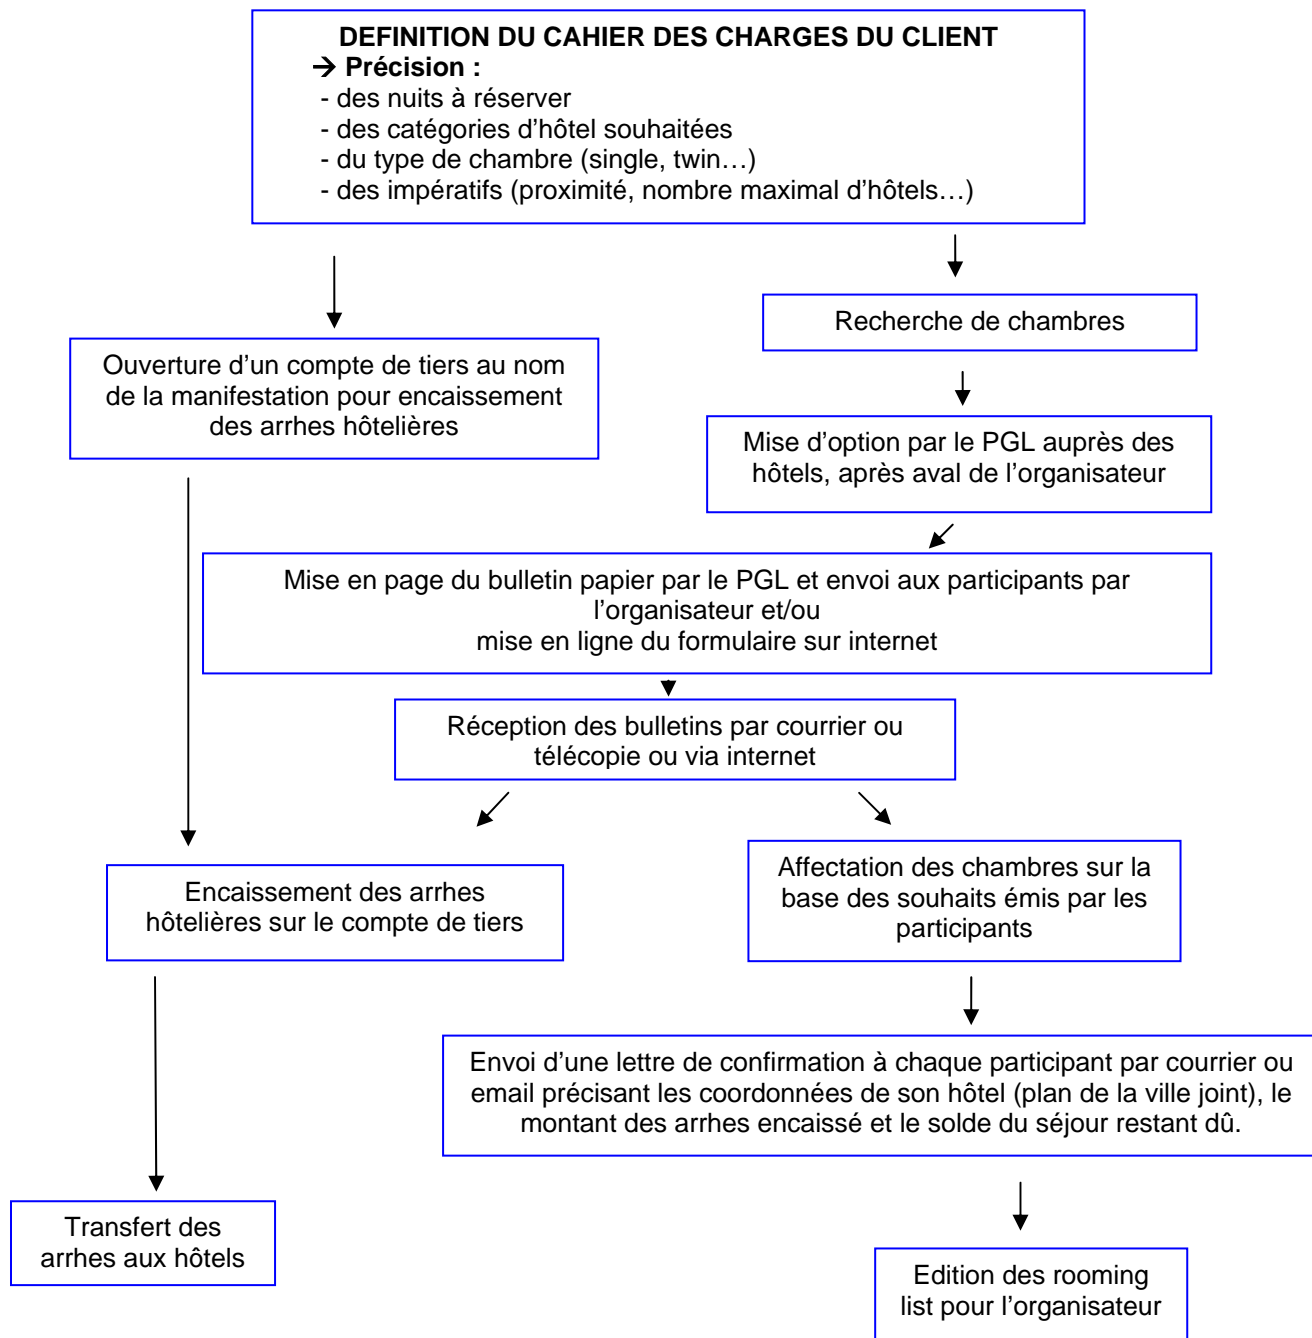 DEFINITION DU CAHIER DES CHARGES DU CLIENT
→ Précision :
- des nuits à réserver
- des catégories d’hôtel souhaitées
- du type de chambre (single, twin…)
- des impératifs (proximité, nombre maximal d’hôtels…)
Recherche de chambres
Ouverture d’un compte de tiers au nom
de la manifestation pour encaissement
des arrhes hôtelières
Mise d’option par le PGL auprès des
hôtels, après aval de l’organisateur
Mise en page du bulletin papier par le PGL et envoi aux participants par
l’organisateur et/ou
mise en ligne du formulaire sur internet
Réception des bulletins par courrier ou
télécopie ou via internet
Encaissement des arrhes
hôtelières sur le compte de tiers
Affectation des chambres sur la
base des souhaits émis par les
participants
Envoi d’une lettre de confirmation à chaque participant par courrier ou
email précisant les coordonnées de son hôtel (plan de la ville joint), le
montant des arrhes encaissé et le solde du séjour restant dû.
Transfert des
arrhes aux hôtels
Edition des rooming
list pour l’organisateur